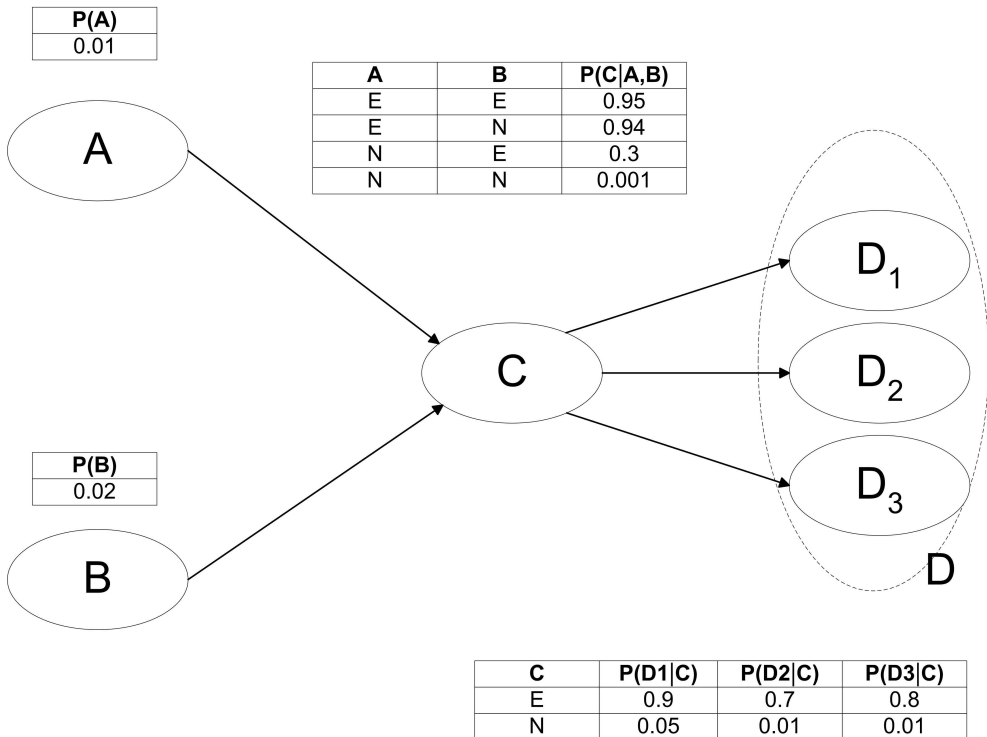 P(A)
0.01
A B P(C|A,B)
E E 0.95
E N 0.94
N E 0.3
N N 0.001
A
D1
C
D2
P(B)
0.02
D3
B
D
C P(D1|C) P(D2|C) P(D3|C)
E 0.9 0.7 0.8
N 0.05 0.01 0.01